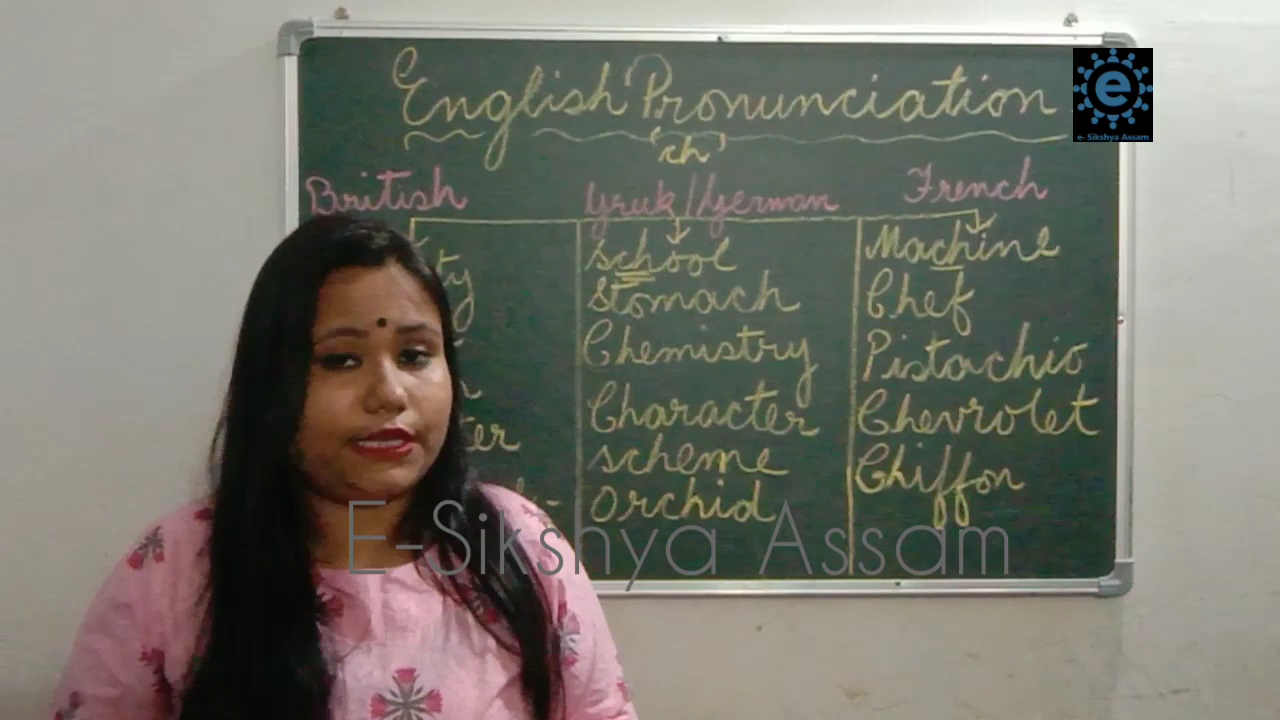 English Pronunciation
'ch'
British Greek/German French
School Machine
Stomach Chef
Chemistry Pistachio
Character Chevrolet
scheme Chiffon
Orchid
e
e- Sikshya Assam
E-Sikshya Assam